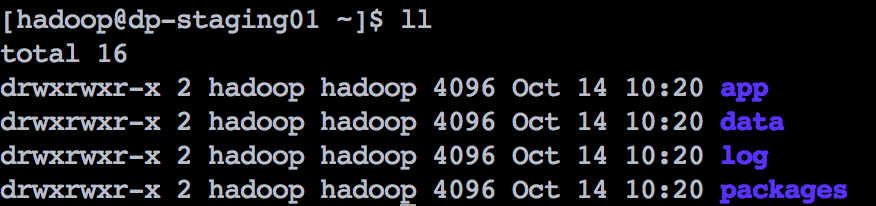 [hadoop@dp-staging01 ~]$ ll
total 16
drwxrwxr-x 2 hadoop hadoop 4096 Oct 14 10:20 app
drwxrwxr-x 2 hadoop hadoop 4096 Oct 14 10:20 data
drwxrwxr-x 2 hadoop hadoop 4096 Oct 14 10:20 log
drwxrwxr-x 2 hadoop hadoop 4096 Oct 14 10:20 packages